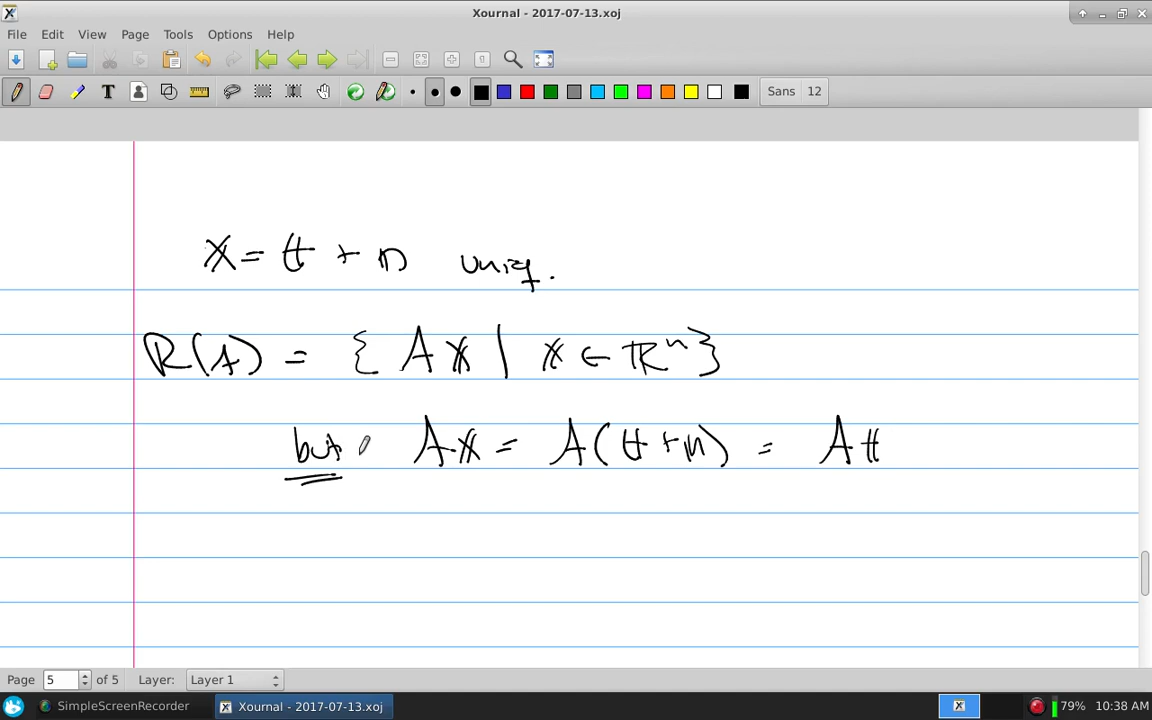 Xournal - 2017-07-13.xoj
File Edit View Page Tools Options Help
T Sans 12
x = t + n uniq.
R(A) = { Ax | x ∈ ℝⁿ }
but Ax = A(t + n) = At
Page 5 of 5 Layer: Layer 1
SimpleScreenRecorder Xournal - 2017-07-13.xoj 79% 10:38 AM